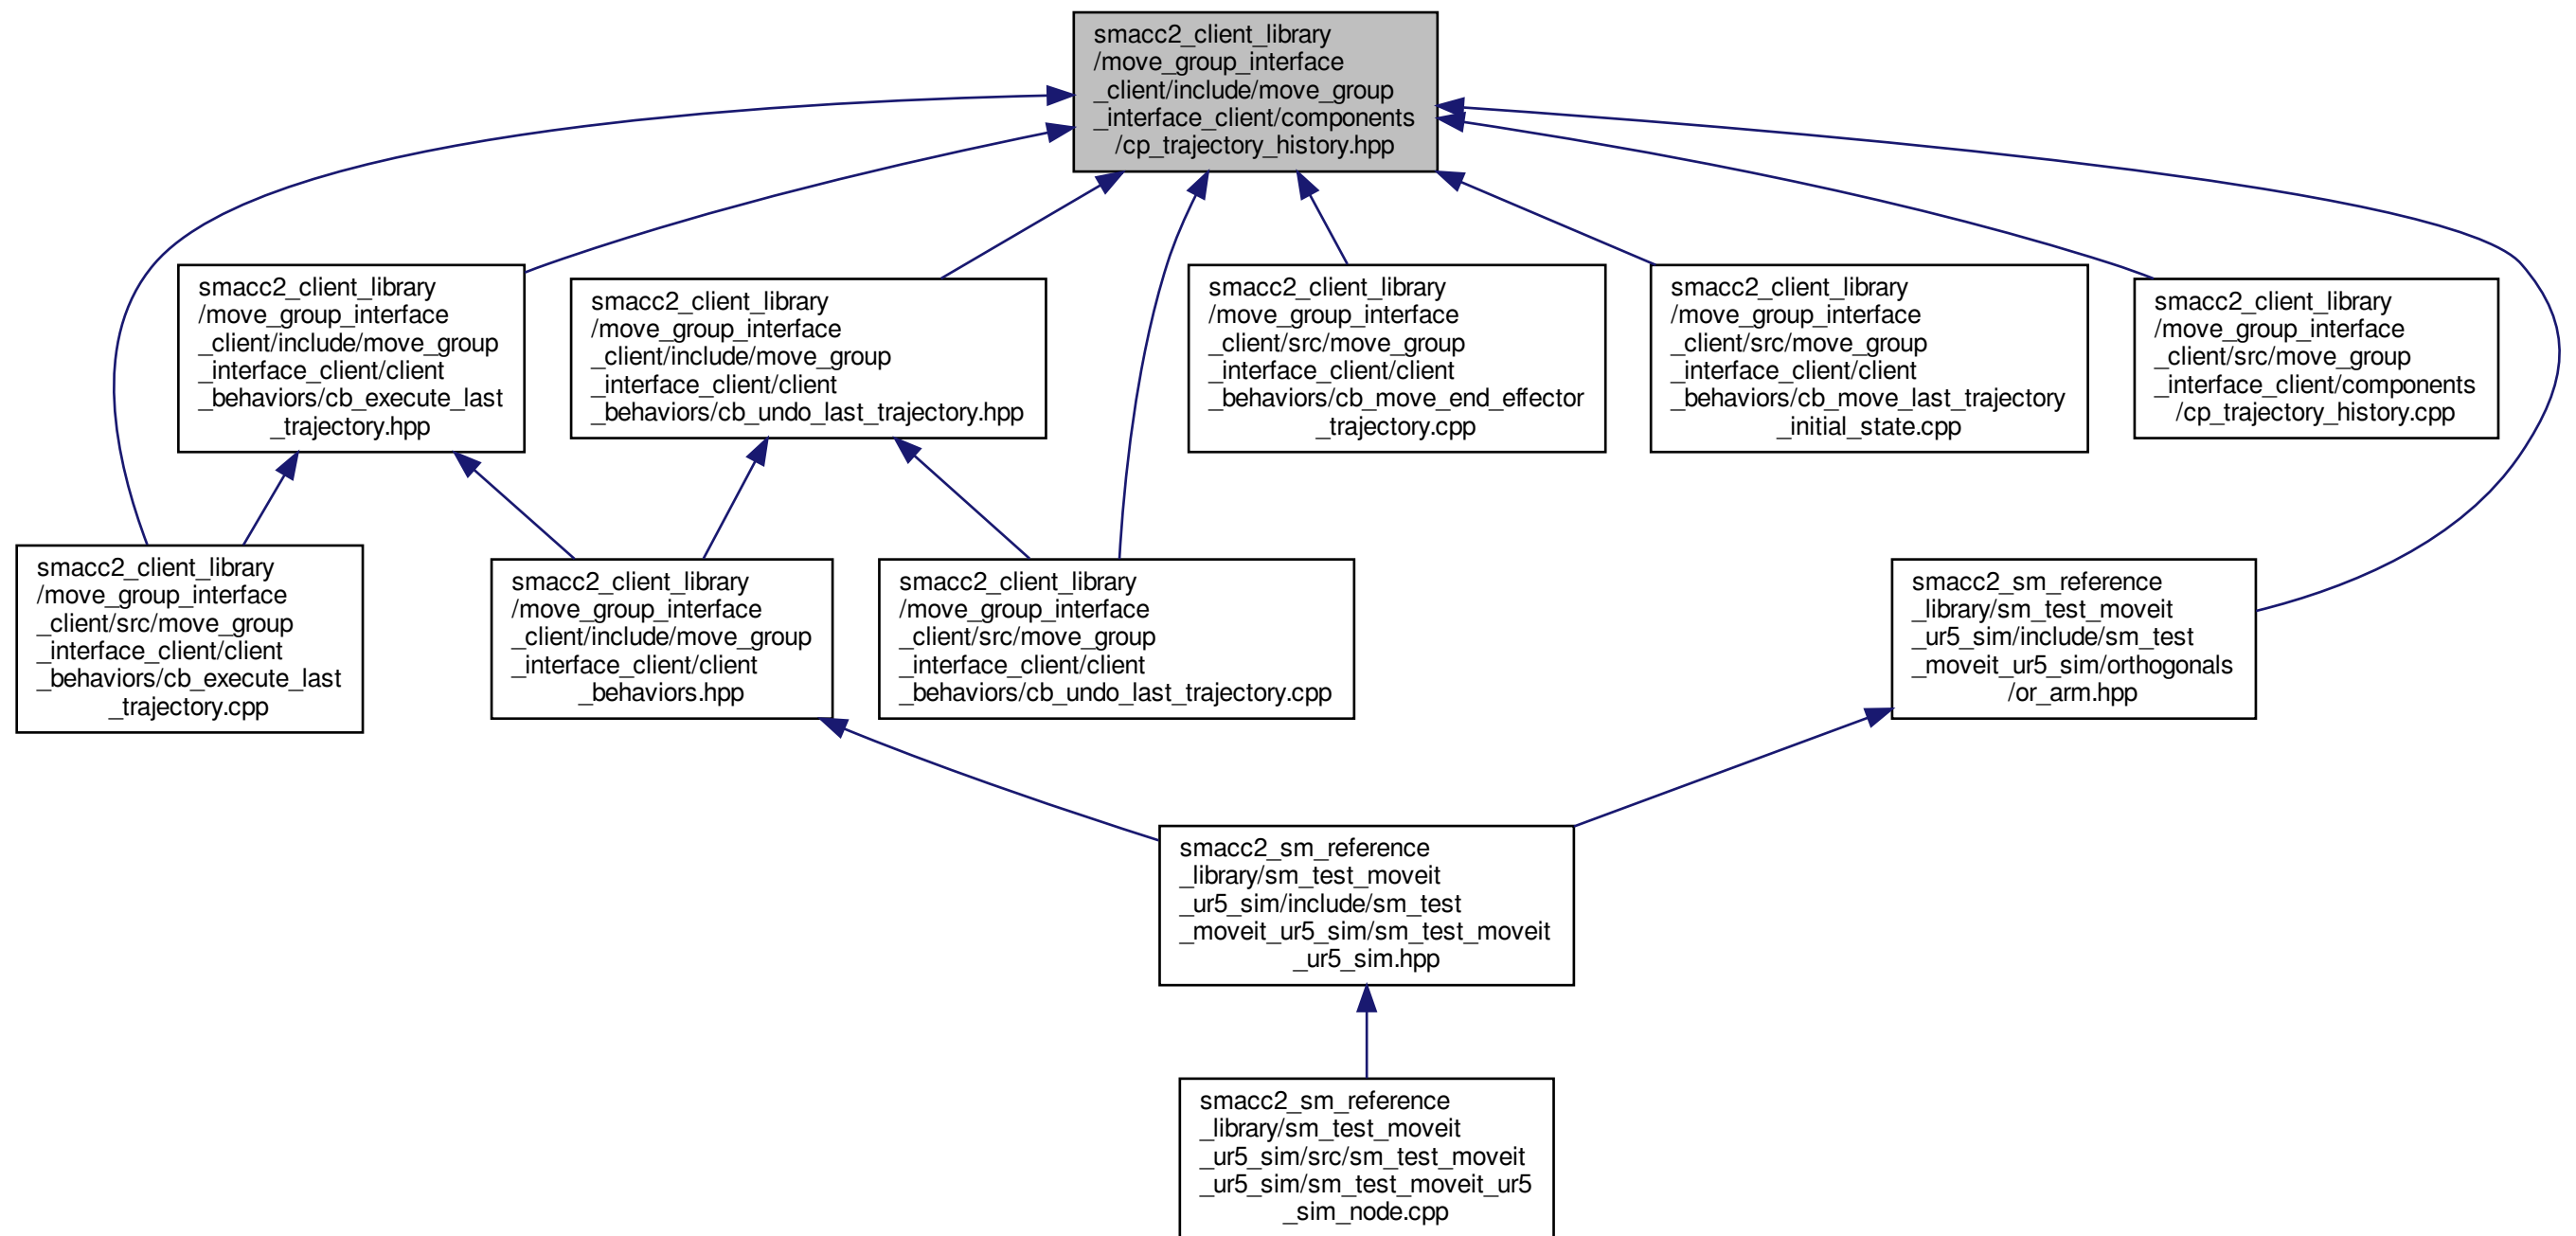 smacc2_client_library
/move_group_interface
_client/include/move_group
_interface_client/components
/cp_trajectory_history.hpp
smacc2_client_library
/move_group_interface
_client/include/move_group
_interface_client/client
_behaviors/cb_execute_last
_trajectory.hpp
smacc2_client_library
/move_group_interface
_client/include/move_group
_interface_client/client
_behaviors/cb_undo_last_trajectory.hpp
smacc2_client_library
/move_group_interface
_client/src/move_group
_interface_client/client
_behaviors/cb_move_end_effector
_trajectory.cpp
smacc2_client_library
/move_group_interface
_client/src/move_group
_interface_client/client
_behaviors/cb_move_last_trajectory
_initial_state.cpp
smacc2_client_library
/move_group_interface
_client/src/move_group
_interface_client/components
/cp_trajectory_history.cpp
smacc2_client_library
/move_group_interface
_client/src/move_group
_interface_client/client
_behaviors/cb_execute_last
_trajectory.cpp
smacc2_client_library
/move_group_interface
_client/include/move_group
_interface_client/client
_behaviors.hpp
smacc2_client_library
/move_group_interface
_client/src/move_group
_interface_client/client
_behaviors/cb_undo_last_trajectory.cpp
smacc2_sm_reference
_library/sm_test_moveit
_ur5_sim/include/sm_test
_moveit_ur5_sim/orthogonals
/or_arm.hpp
smacc2_sm_reference
_library/sm_test_moveit
_ur5_sim/include/sm_test
_moveit_ur5_sim/sm_test_moveit
_ur5_sim.hpp
smacc2_sm_reference
_library/sm_test_moveit
_ur5_sim/src/sm_test_moveit
_ur5_sim/sm_test_moveit_ur5
_sim_node.cpp